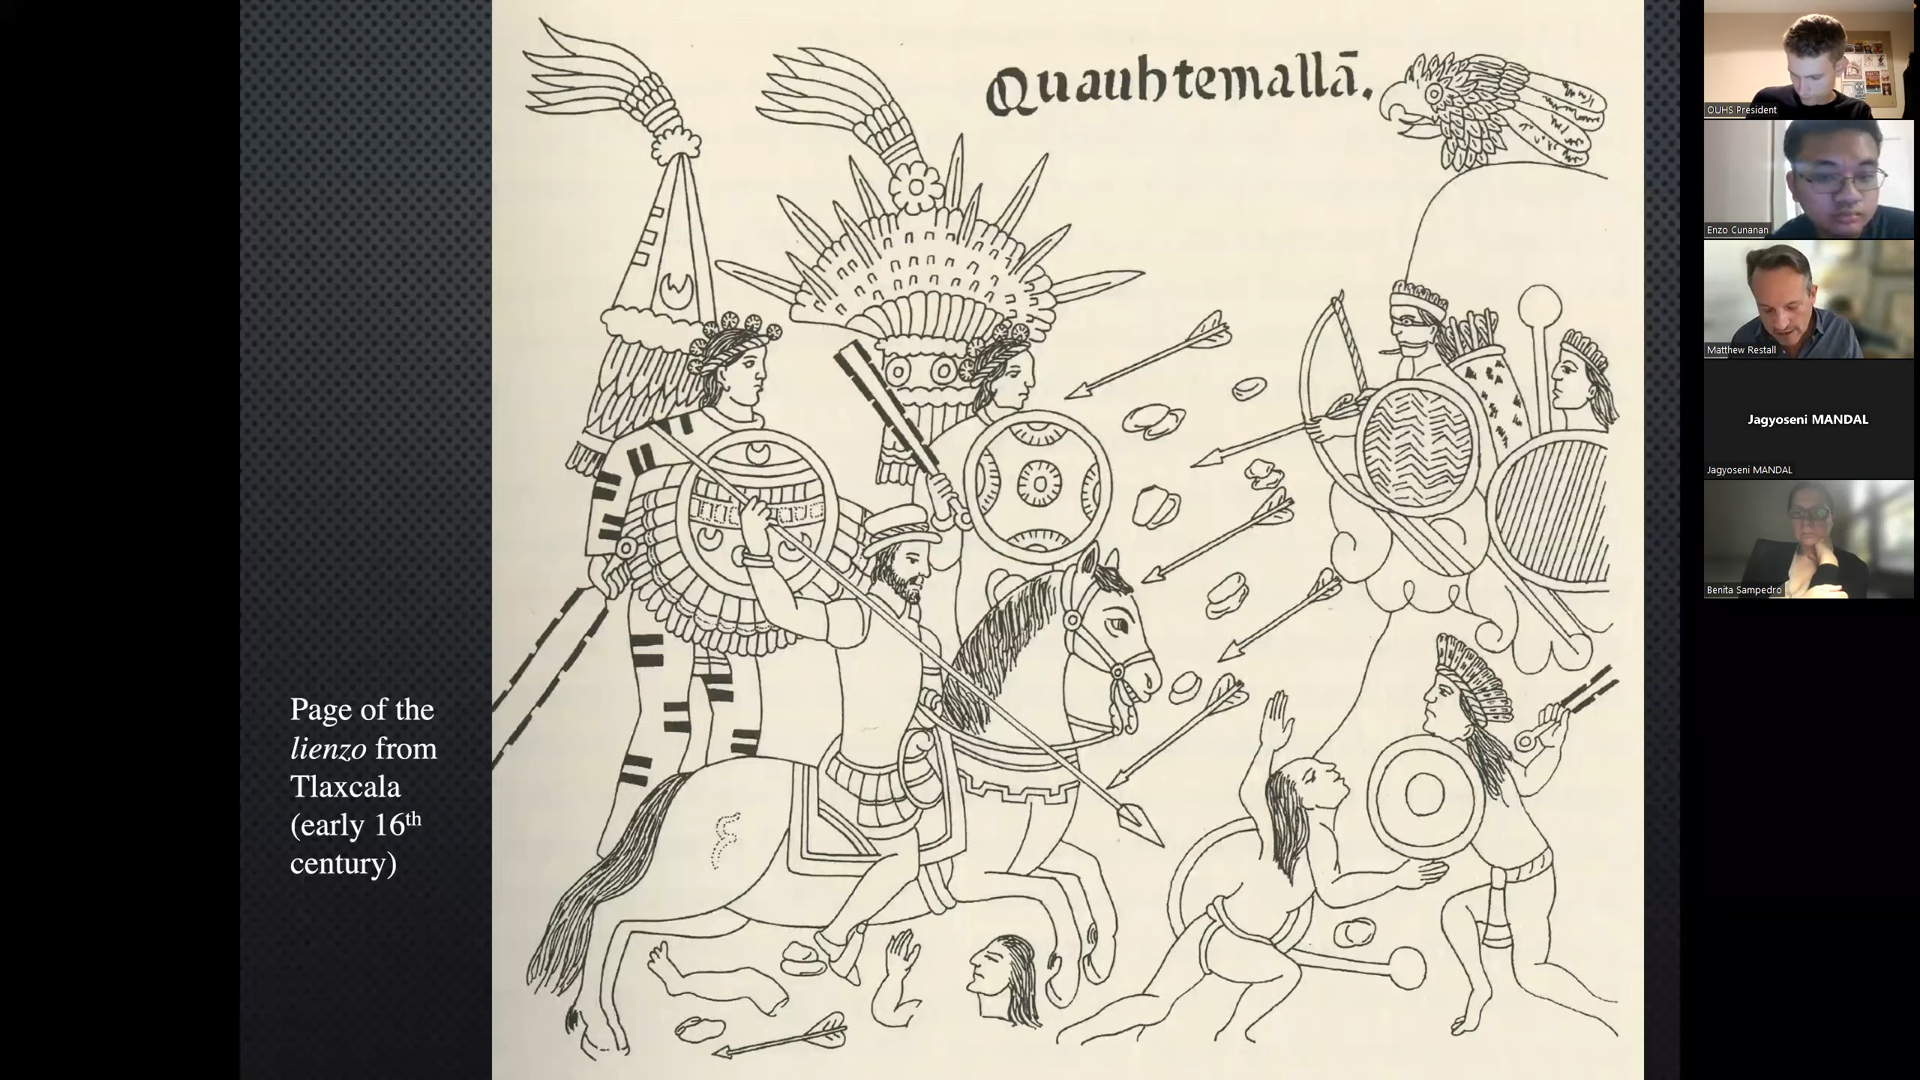 Quauhtemallā.
Page of the
lienzo from
Tlaxcala
(early 16th
century)
OUHS President
Enzo Cunanan
Matthew Restall
Jagyoseni MANDAL
Jagyoseni MANDAL
Benita Sampedro